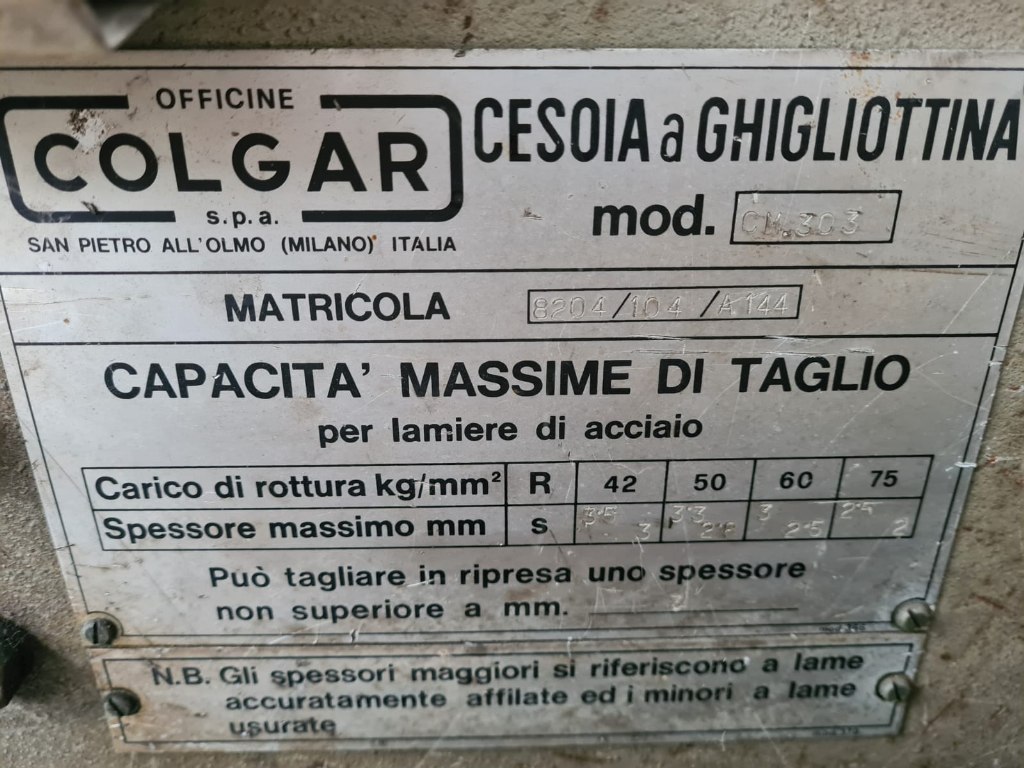 OFFICINE
COLGAR
s.p.a.
SAN PIETRO ALL'OLMO (MILANO) ITALIA
CESOIA a GHIGLIOTTINA
mod. CM.303
MATRICOLA 8204/104/A144
CAPACITA' MASSIME DI TAGLIO
per lamiere di acciaio
Carico di rottura kg/mm² R 42 50 60 75
Spessore massimo mm s 3.5 3 3.3 3 2.5 2.5 2
Può tagliare in ripresa uno spessore
non superiore a mm.
N.B. Gli spessori maggiori si riferiscono a lame
accuratamente affilate ed i minori a lame
usurate